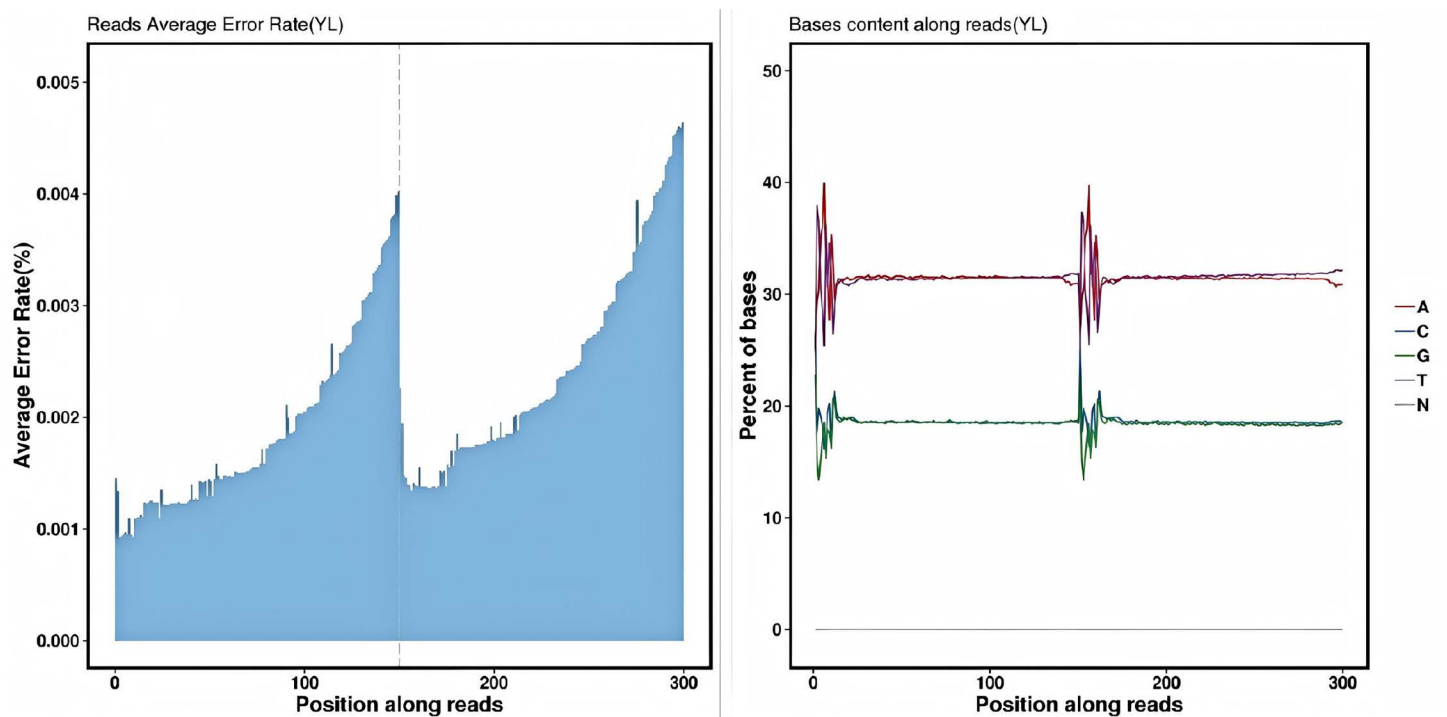 Reads Average Error Rate(YL)
Average Error Rate(%)
0.005
0.004
0.003
0.002
0.001
0.000
0 100 200 300
Position along reads
Bases content along reads(YL)
Percent of bases
50
40
30
20
10
0
0 100 200 300
Position along reads
A
C
G
T
N